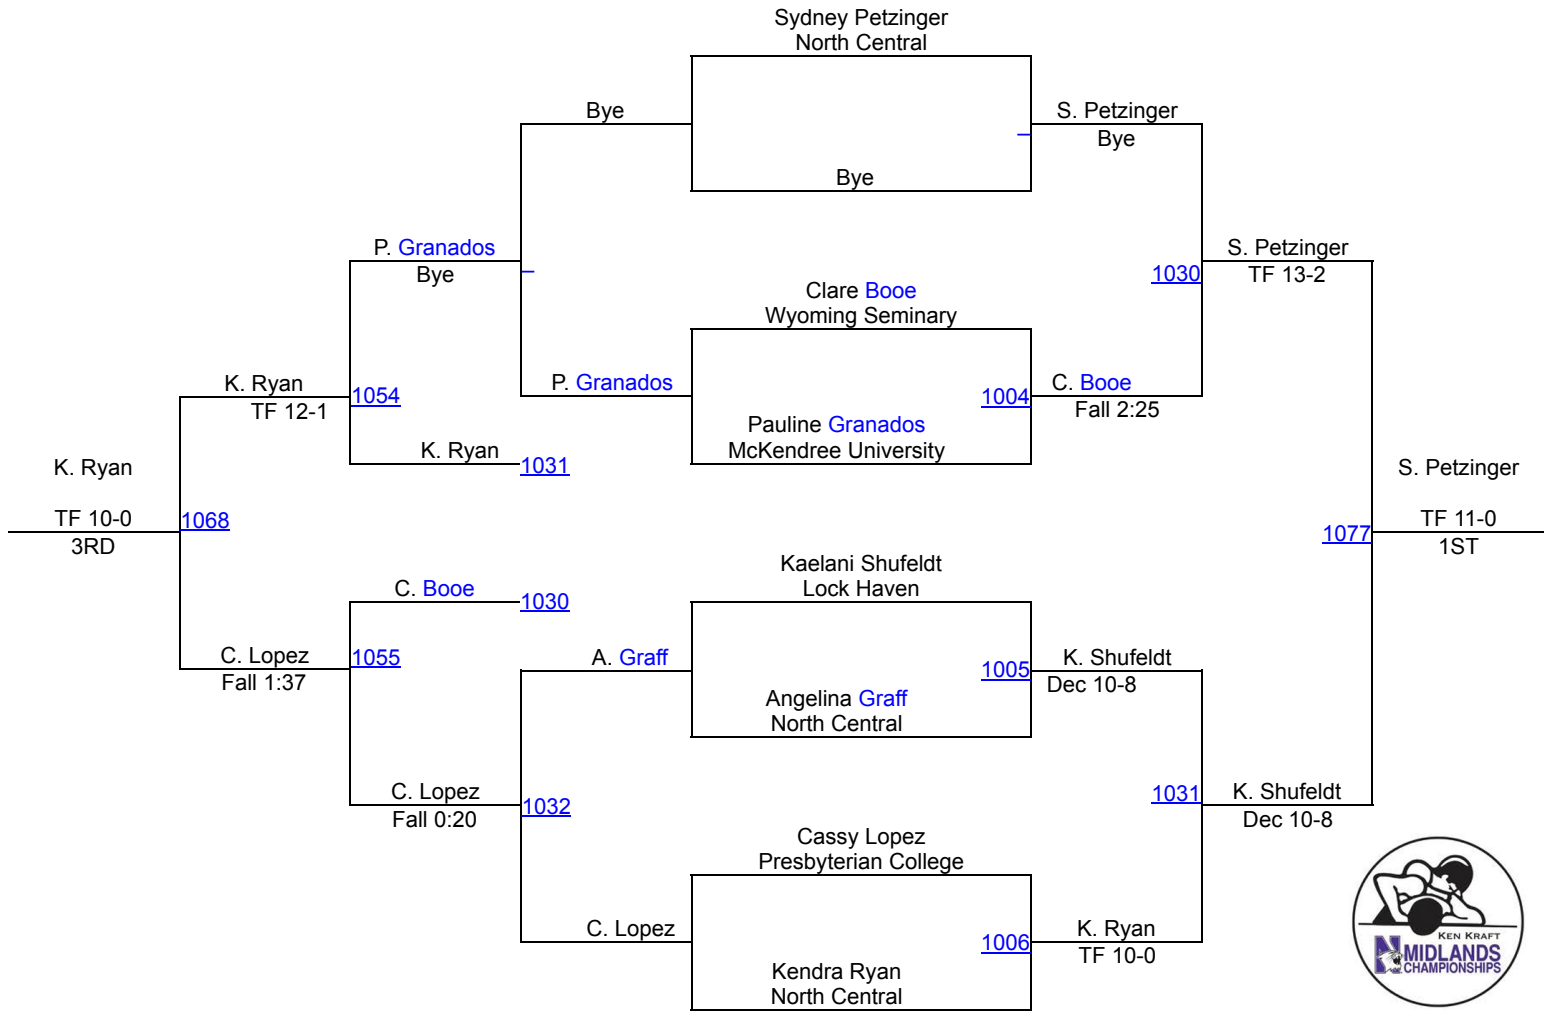 Sydney Petzinger
North Central
Bye
S. Petzinger
Bye
Bye
P. Granados
Bye
S. Petzinger
TF 13-2
1030
Clare Booe
Wyoming Seminary
K. Ryan
TF 12-1
1054
P. Granados
1004
C. Booe
Fall 2:25
Pauline Granados
McKendree University
K. Ryan
1031
K. Ryan
S. Petzinger
TF 10-0
3RD
1068
1077
TF 11-0
1ST
Kaelani Shufeldt
Lock Haven
C. Booe
1030
C. Lopez
Fall 1:37
1055
A. Graff
1005
K. Shufeldt
Dec 10-8
Angelina Graff
North Central
C. Lopez
Fall 0:20
1032
1031
K. Shufeldt
Dec 10-8
Cassy Lopez
Presbyterian College
C. Lopez
1006
K. Ryan
TF 10-0
Kendra Ryan
North Central
KEN KRAFT
N MIDLANDS
CHAMPIONSHIPS